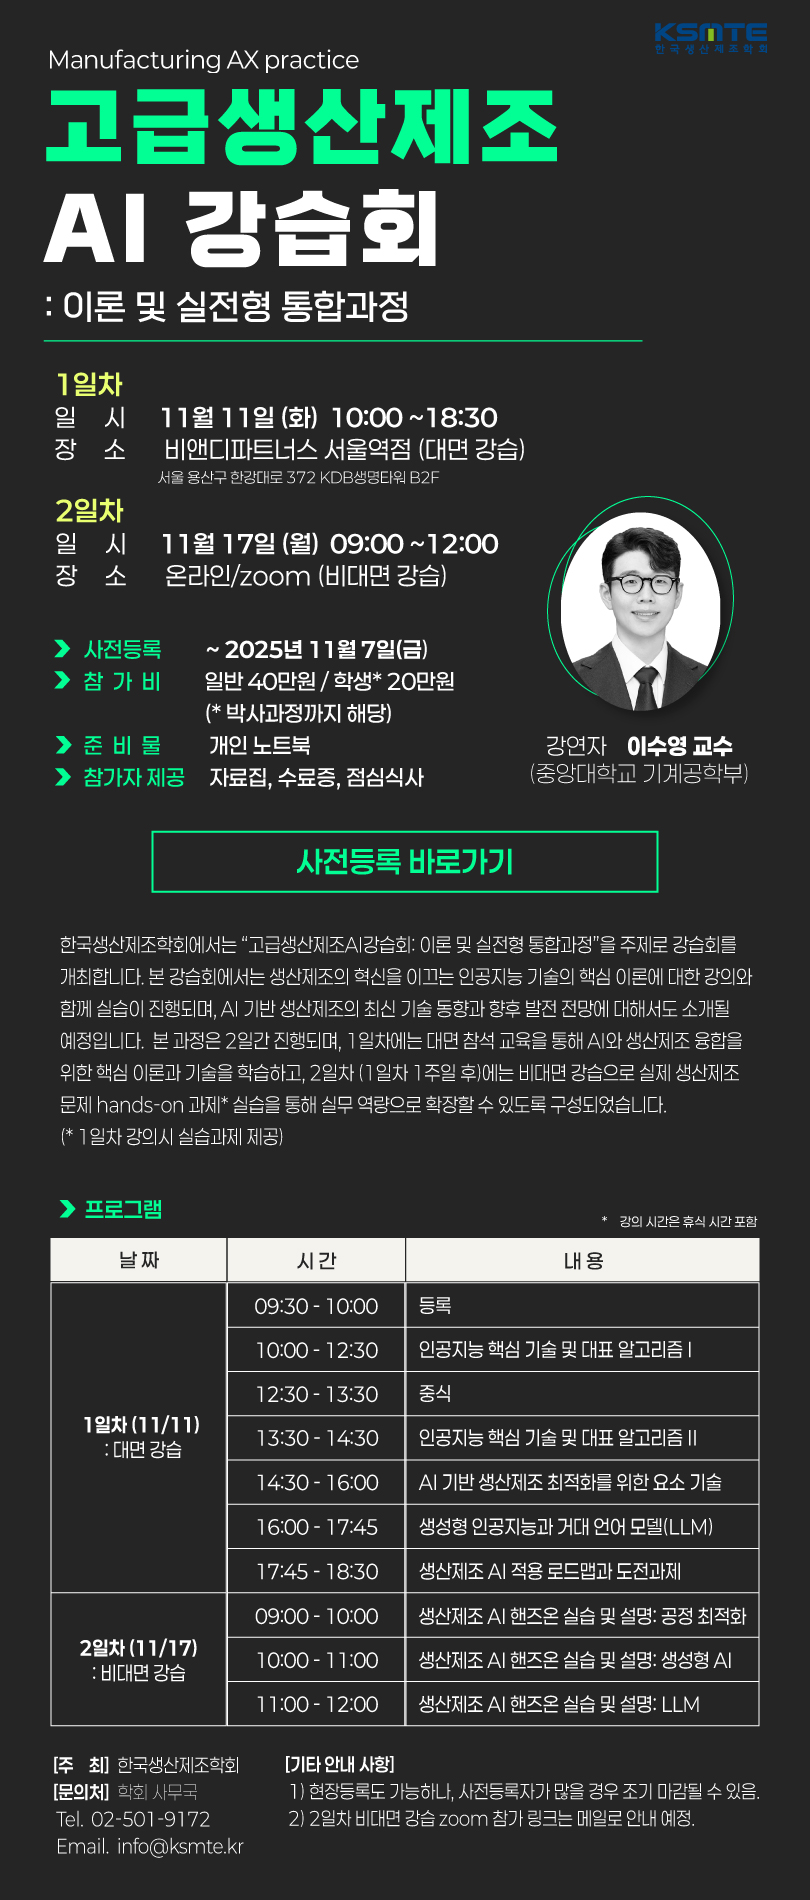 KSMTE
한국생산제조학회
Manufacturing AX practice
고급생산제조
AI 강습회
: 이론 및 실전형 통합과정
1일차
일 시 11월 11일 (화) 10:00 ~18:30
장 소 비앤디파트너스 서울역점 (대면 강습)
서울 용산구 한강대로 372 KDB생명타워 B2F
2일차
일 시 11월 17일 (월) 09:00 ~12:00
장 소 온라인/zoom (비대면 강습)
사전등록 ~ 2025년 11월 7일(금)
참 가 비 일반 40만원 / 학생* 20만원
(* 박사과정까지 해당)
준 비 물 개인 노트북
참가자 제공 자료집, 수료증, 점심식사
강연자 이수영 교수
(중앙대학교 기계공학부)
사전등록 바로가기
한국생산제조학회에서는 “고급생산제조AI강습회: 이론 및 실전형 통합과정”을 주제로 강습회를
개최합니다. 본 강습회에서는 생산제조의 혁신을 이끄는 인공지능 기술의 핵심 이론에 대한 강의와
함께 실습이 진행되며, AI 기반 생산제조의 최신 기술 동향과 향후 발전 전망에 대해서도 소개될
예정입니다. 본 과정은 2일간 진행되며, 1일차에는 대면 참석 교육을 통해 AI와 생산제조 융합을
위한 핵심 이론과 기술을 학습하고, 2일차 (1일차 1주일 후)에는 비대면 강습으로 실제 생산제조
문제 hands-on 과제* 실습을 통해 실무 역량으로 확장할 수 있도록 구성되었습니다.
(* 1일차 강의시 실습과제 제공)
프로그램
* 강의 시간은 휴식 시간 포함
날 짜 시 간 내 용
1일차 (11/11)
: 대면 강습
09:30 - 10:00 등록
10:00 - 12:30 인공지능 핵심 기술 및 대표 알고리즘 I
12:30 - 13:30 중식
13:30 - 14:30 인공지능 핵심 기술 및 대표 알고리즘 II
14:30 - 16:00 AI 기반 생산제조 최적화를 위한 요소 기술
16:00 - 17:45 생성형 인공지능과 거대 언어 모델(LLM)
17:45 - 18:30 생산제조 AI 적용 로드맵과 도전과제
2일차 (11/17)
: 비대면 강습
09:00 - 10:00 생산제조 AI 핸즈온 실습 및 설명: 공정 최적화
10:00 - 11:00 생산제조 AI 핸즈온 실습 및 설명: 생성형 AI
11:00 - 12:00 생산제조 AI 핸즈온 실습 및 설명: LLM
[주 최] 한국생산제조학회
[문의처] 학회 사무국
Tel. 02-501-9172
Email. info@ksmte.kr
[기타 안내 사항]
1) 현장등록도 가능하나, 사전등록자가 많을 경우 조기 마감될 수 있음.
2) 2일차 비대면 강습 zoom 참가 링크는 메일로 안내 예정.